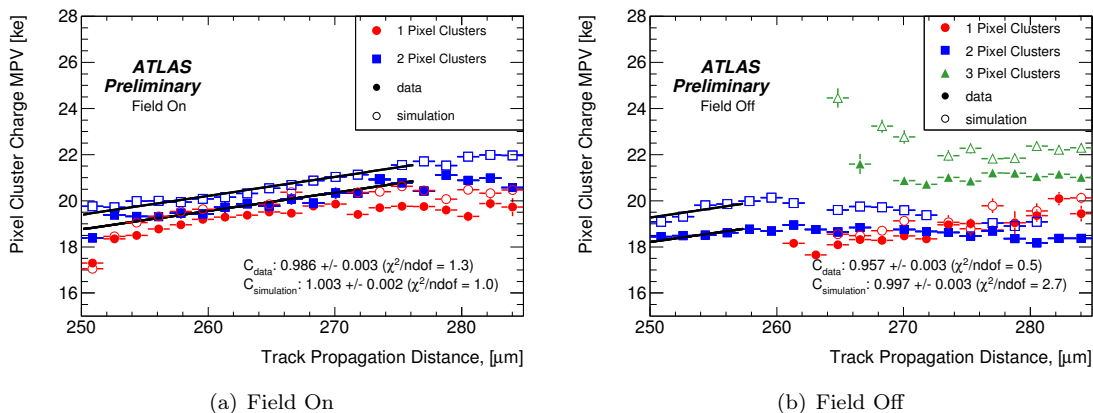 Pixel Cluster Charge MPV [ke]
28
26
24
22
20
18
16
ATLAS
Preliminary
Field On
1 Pixel Clusters
2 Pixel Clusters
data
simulation
C_data: 0.986 +/- 0.003 (χ²/ndof = 1.3)
C_simulation: 1.003 +/- 0.002 (χ²/ndof = 1.0)
250 260 270 280
Track Propagation Distance, [μm]
(a) Field On
Pixel Cluster Charge MPV [ke]
28
26
24
22
20
18
16
ATLAS
Preliminary
Field Off
1 Pixel Clusters
2 Pixel Clusters
3 Pixel Clusters
data
simulation
C_data: 0.957 +/- 0.003 (χ²/ndof = 0.5)
C_simulation: 0.997 +/- 0.003 (χ²/ndof = 2.7)
250 260 270 280
Track Propagation Distance, [μm]
(b) Field Off